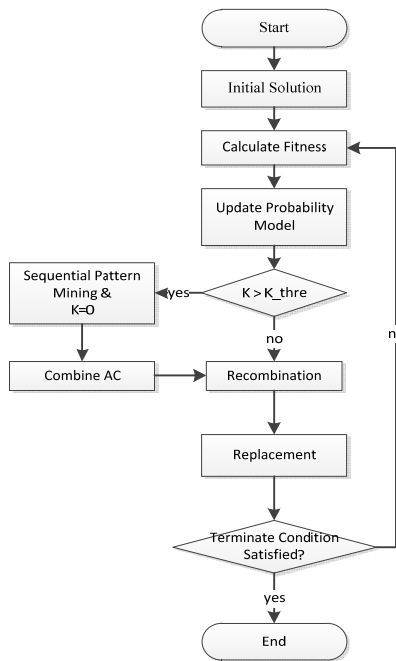 Start
Initial Solution
Calculate Fitness
Update Probability
Model
Sequential Pattern
Mining &
K=0
yes
K > K_thre
no
n
Combine AC
Recombination
Replacement
Terminate Condition
Satisfied?
yes
End